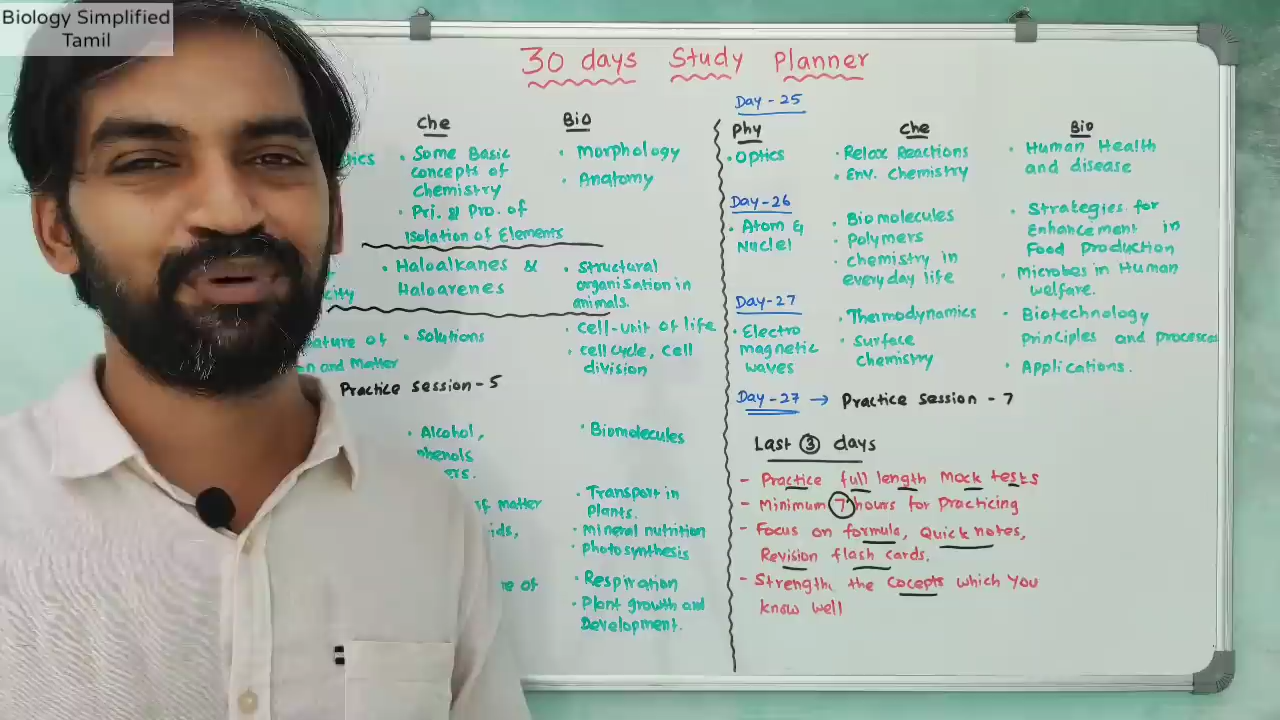 Biology Simplified
Tamil
30 days Study Planner
Che
Bio
Some Basic
concepts of
chemistry
Pri. & Pro. of
Isolation of Elements
Morphology
Anatomy
Haloalkanes &
Haloarenes
Structural
organisation in
animals.
Solutions
and Matter
cell-unit of life
cell cycle, cell
division
Practice session - 5
Alcohol,
Biomolecules
of matter
Transport in
Plants.
mineral nutrition
photosynthesis
of
Respiration
Plant growth and
Development.
Day - 25
Phy
Che
Bio
Optics
Relox Reactions
Env. chemistry
Human Health
and disease
Day - 26
Atom &
Nuclei
Biomolecules
Polymers
chemistry in
everyday life
Strategies for
Enhancement in
Food Production
Microbes in Human
welfare.
Day-27
Electro
magnetic
waves
Thermodynamics
Surface
chemistry
Biotechnology
Principles and processes
Applications.
Day - 27 → Practice session - 7
Last 3 days
- Practice full length Mock tests
- Minimum 7 hours for Practicing
- Focus on formula, Quick notes,
Revision flash cards.
- Strength the cocepts which You
know well